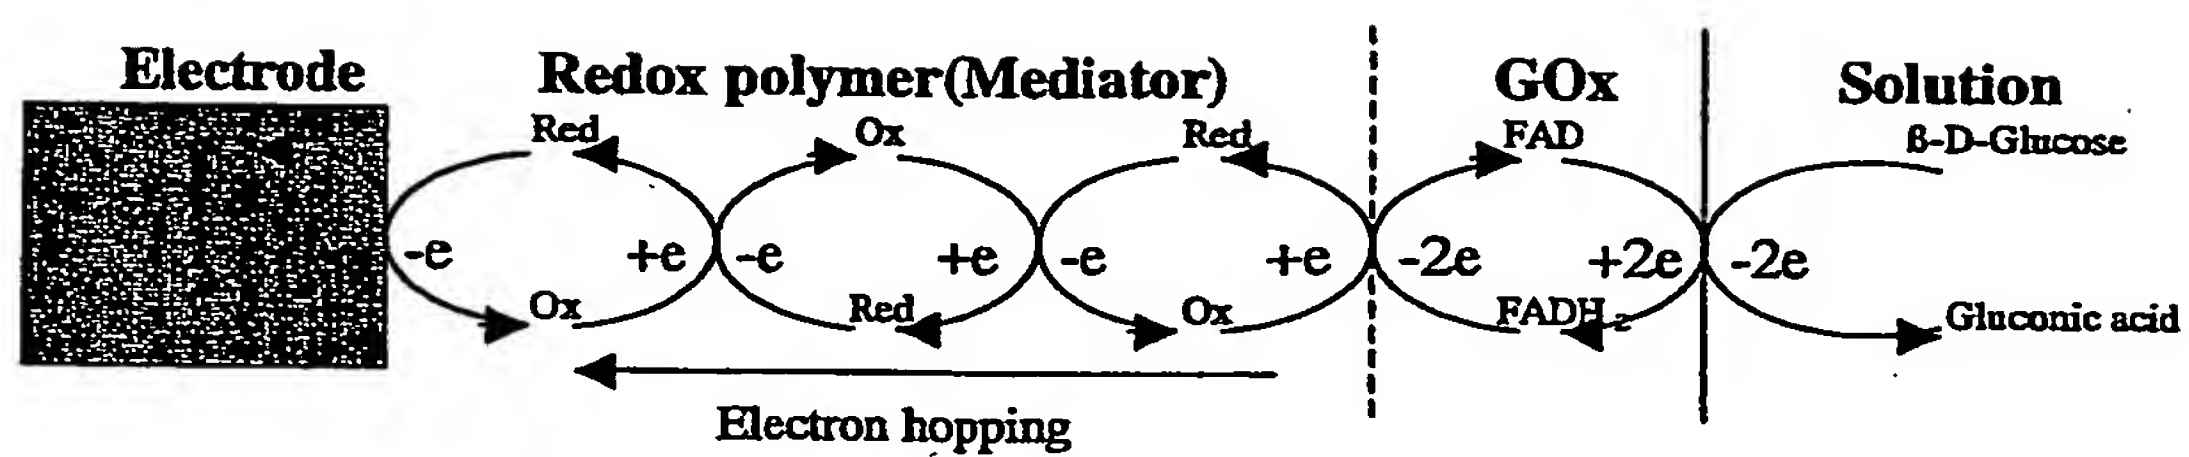 Electrode Redox polymer(Mediator) GOx Solution
Red Ox Red FAD ß-D-Glucose
-e +e -e +e -e +e -2e +2e -2e
Ox Red Ox FADH₂ Gluconic acid
Electron hopping